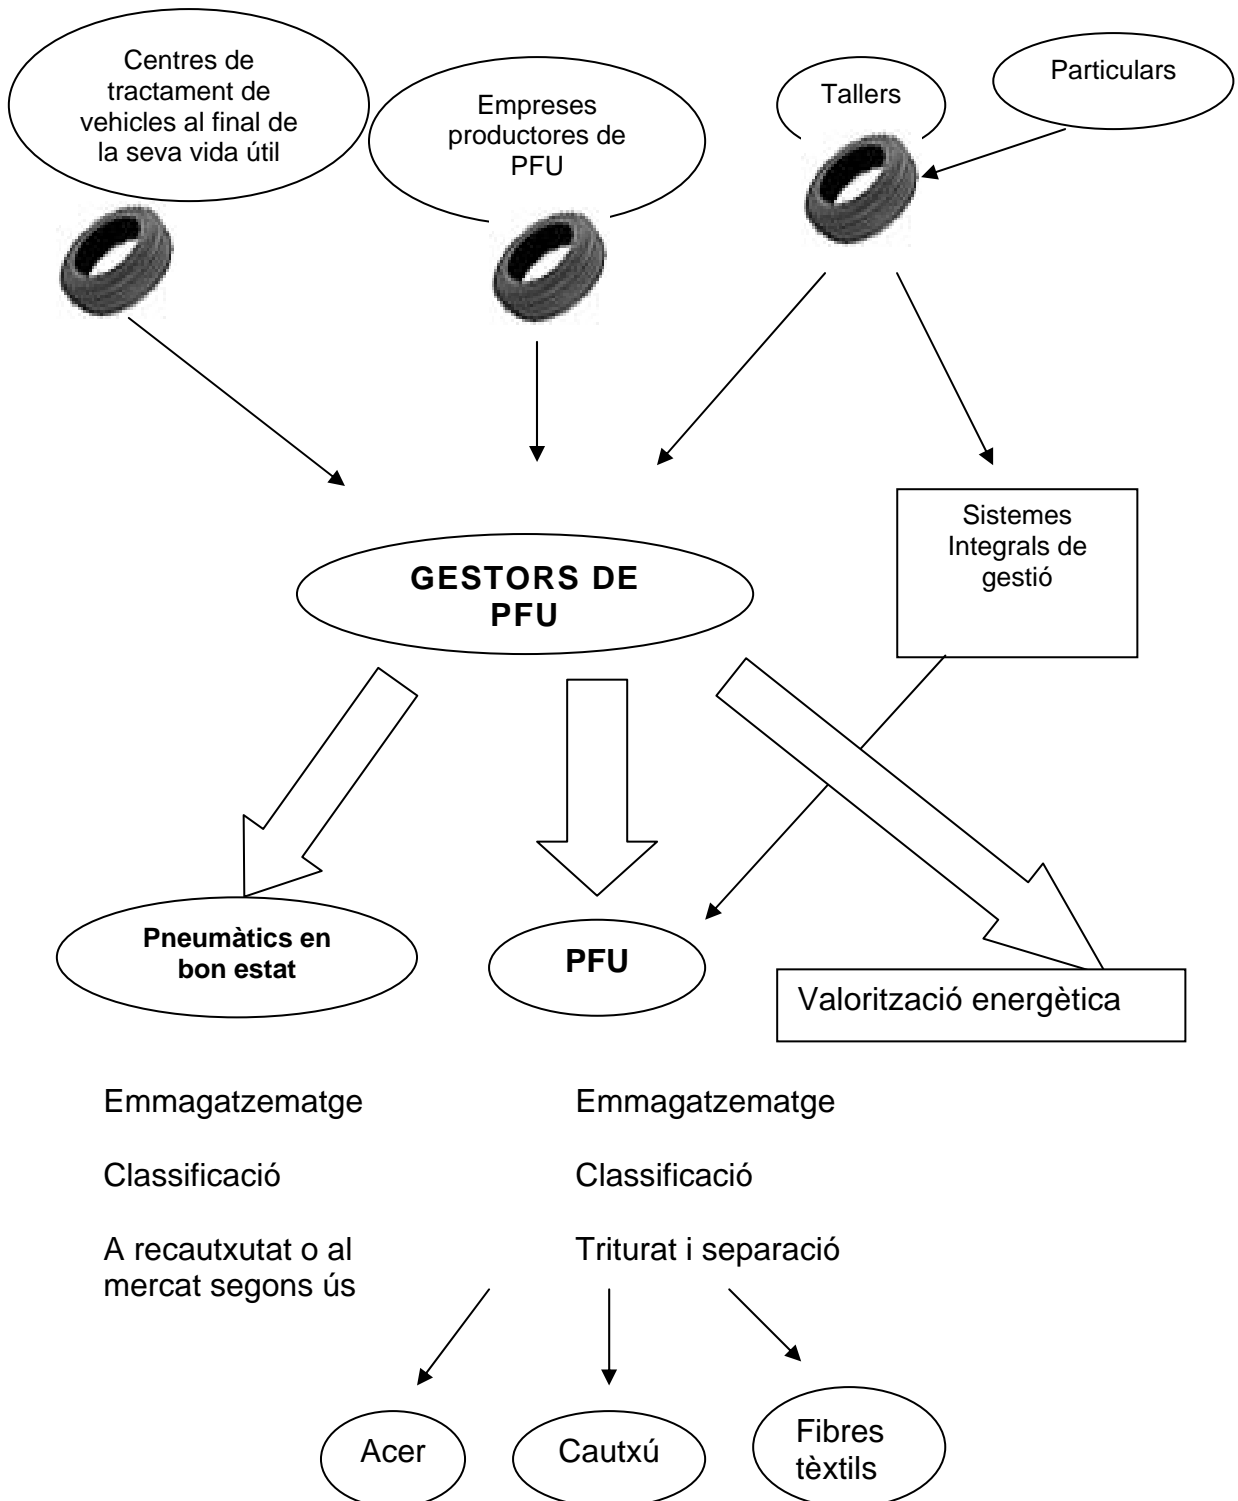 Centres de
tractament de
vehicles al final de
la seva vida útil
Empreses
productores de
PFU
Tallers
Particulars
Sistemes
Integrals de
gestió
GESTORS DE
PFU
Pneumàtics en
bon estat
PFU
Valorització energètica
Emmagatzematge
Classificació
A recautxutat o al
mercat segons ús
Emmagatzematge
Classificació
Triturat i separació
Acer
Cautxú
Fibres
tèxtils